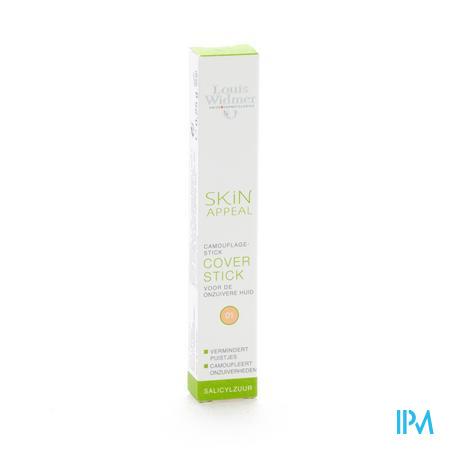 Louis
Widmer
SKiN
APPEAL
CAMOUFLAGE-
STICK
COVER
STICK
VOOR DE
ONZUIVERE HUID
01
VERMINDERT
PUISTJES
CAMOUFLEERT
ONZUIVERHEDEN
SALICYLZUUR
IPM